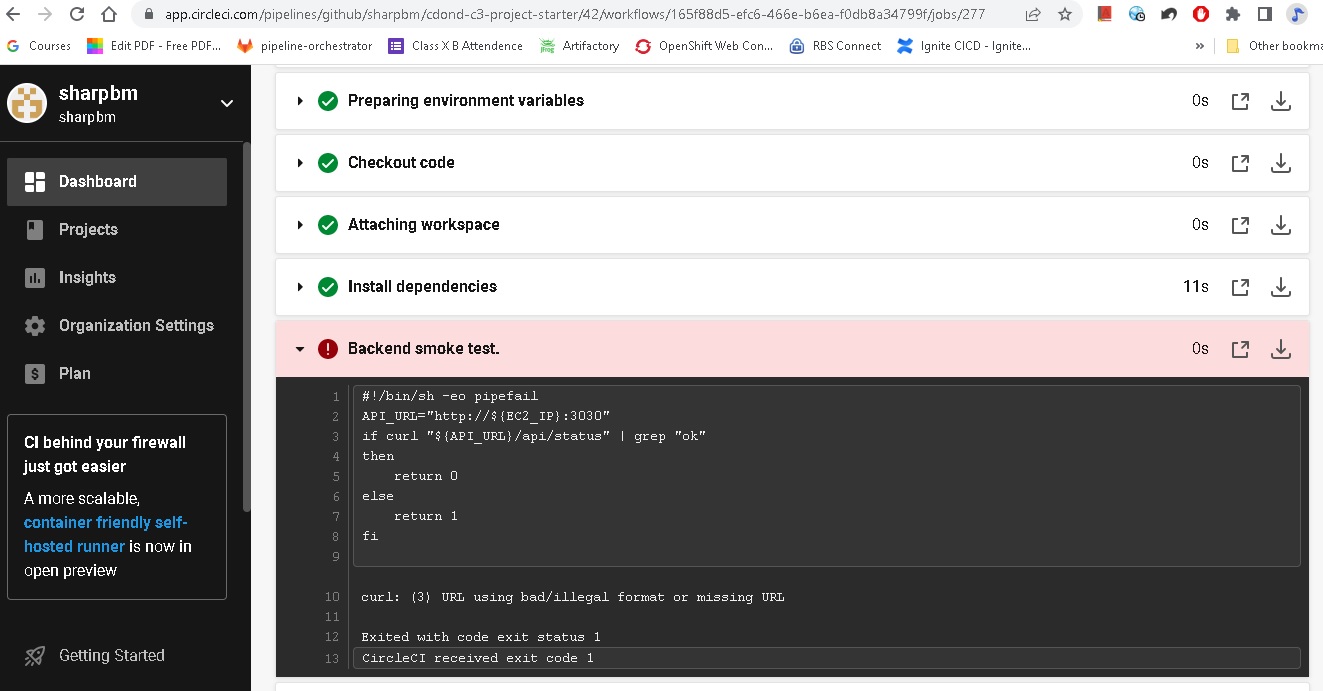 app.circleci.com/pipelines/github/sharpbm/cdond-c3-project-starter/42/workflows/165f88d5-efc6-466e-b6ea-f0db8a34799f/jobs/277
Courses
Edit PDF - Free PDF...
pipeline-orchestrator
Class X B Attendence
Artifactory
OpenShift Web Con...
RBS Connect
Ignite CICD - Ignite...
»
Other bookma
sharpbm
sharpbm
Dashboard
Projects
Insights
Organization Settings
Plan
CI behind your firewall
just got easier
A more scalable,
container friendly self-
hosted runner is now in
open preview
Getting Started
Preparing environment variables 0s
Checkout code 0s
Attaching workspace 0s
Install dependencies 11s
Backend smoke test. 0s
1 #!/bin/sh -eo pipefail
2 API_URL="http://${EC2_IP}:3030"
3 if curl "${API_URL}/api/status" | grep "ok"
4 then
5     return 0
6 else
7     return 1
8 fi
9
10 curl: (3) URL using bad/illegal format or missing URL
11
12 Exited with code exit status 1
13 CircleCI received exit code 1